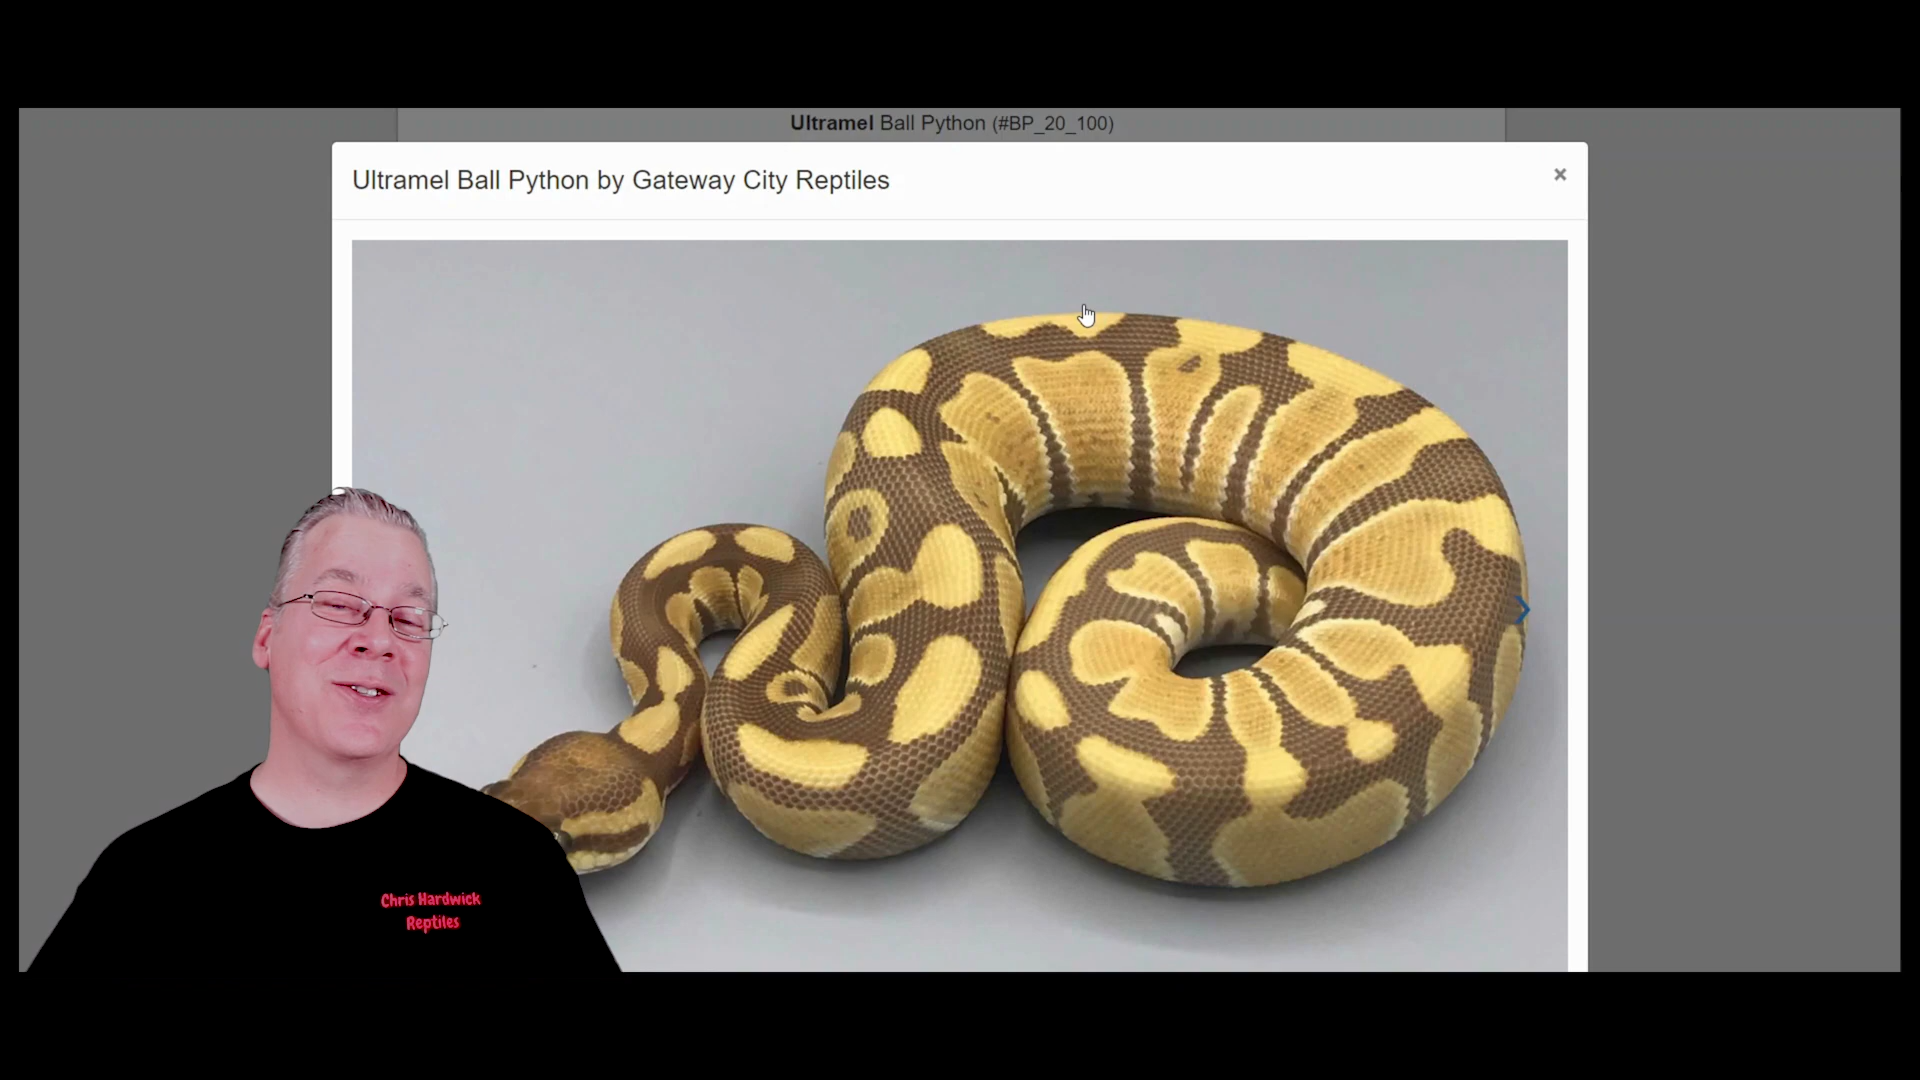 Ultramel Ball Python (#BP_20_100)
Ultramel Ball Python by Gateway City Reptiles
×
Chris Hardwick
Reptiles